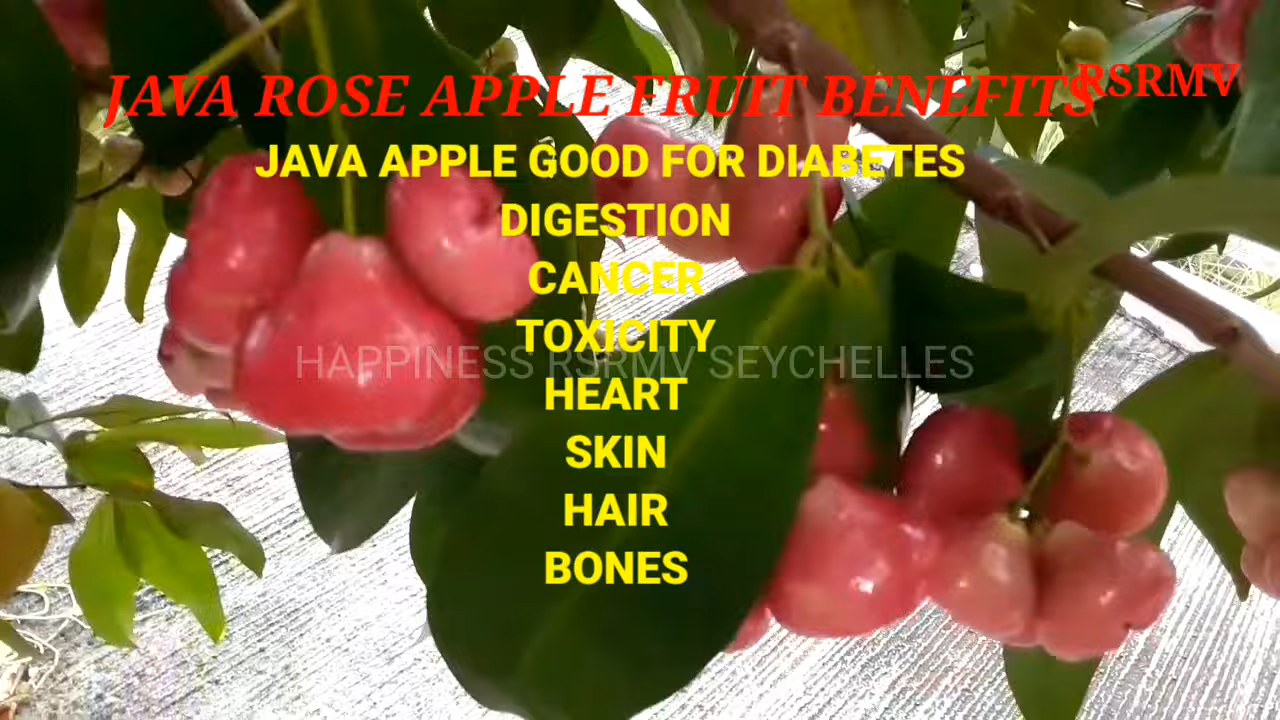 JAVA ROSE APPLE FRUIT BENEFITS
RSRMV
JAVA APPLE GOOD FOR DIABETES
DIGESTION
CANCER
TOXICITY
HAPPINESS RSRMV SEYCHELLES
HEART
SKIN
HAIR
BONES